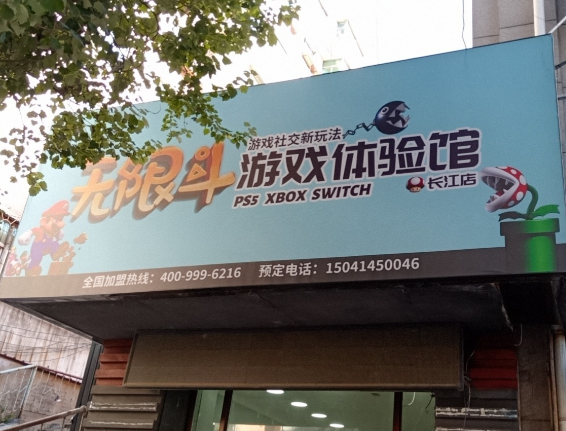 游戏社交新玩法
无限斗 游戏体验馆
PS5 XBOX SWITCH
长江店
全国加盟热线：400-999-6216 预定电话：15041450046